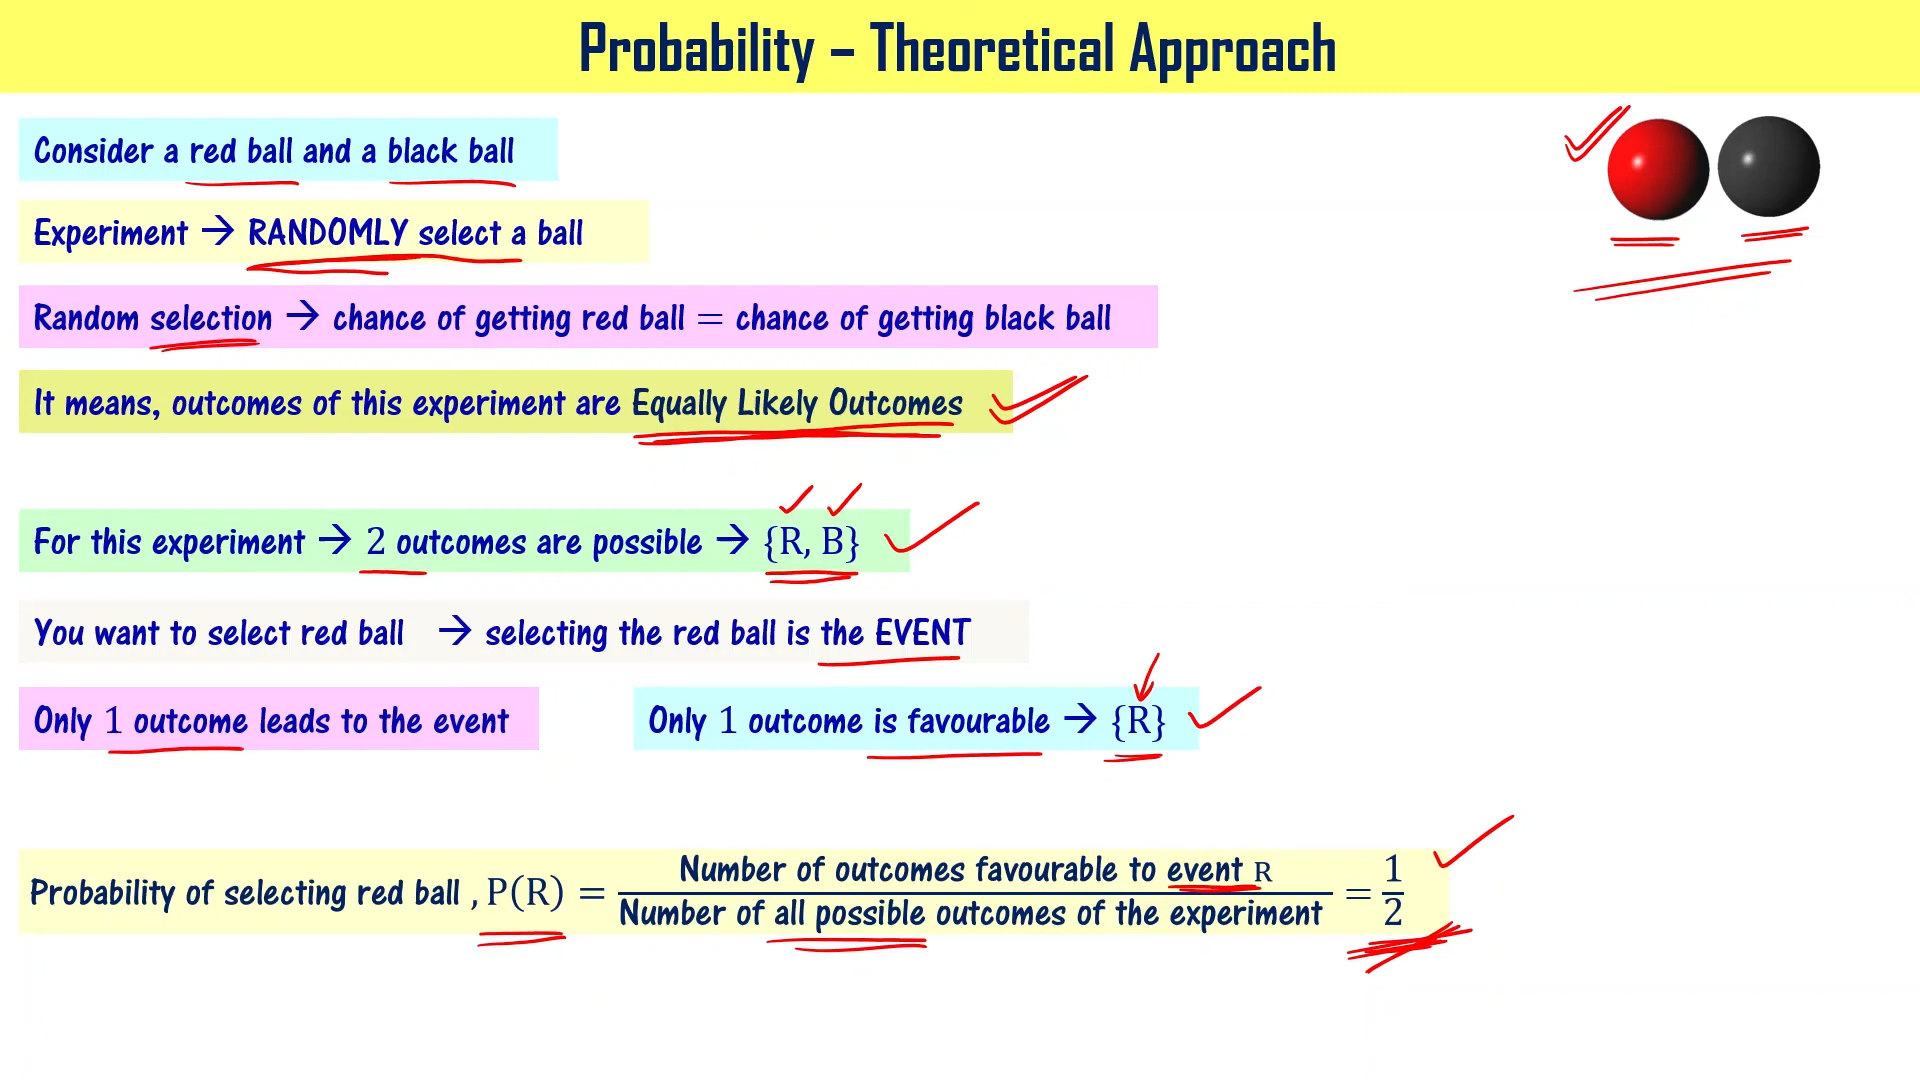 Probability – Theoretical Approach
Consider a red ball and a black ball
Experiment → RANDOMLY select a ball
Random selection → chance of getting red ball = chance of getting black ball
It means, outcomes of this experiment are Equally Likely Outcomes
For this experiment → 2 outcomes are possible → {R, B}
You want to select red ball → selecting the red ball is the EVENT
Only 1 outcome leads to the event
Only 1 outcome is favourable → {R}
Probability of selecting red ball , P(R) = Number of outcomes favourable to event R / Number of all possible outcomes of the experiment = 1/2